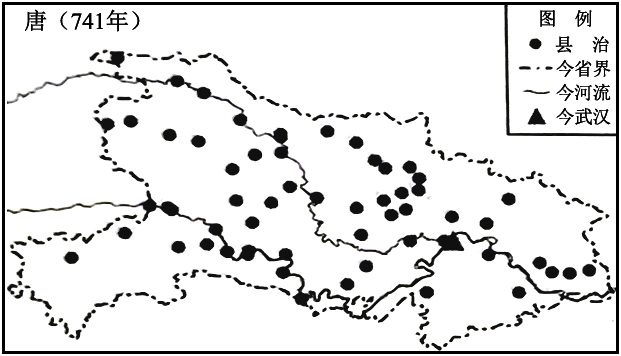 唐（741年）
图 例
县 治
今省界
今河流
今武汉